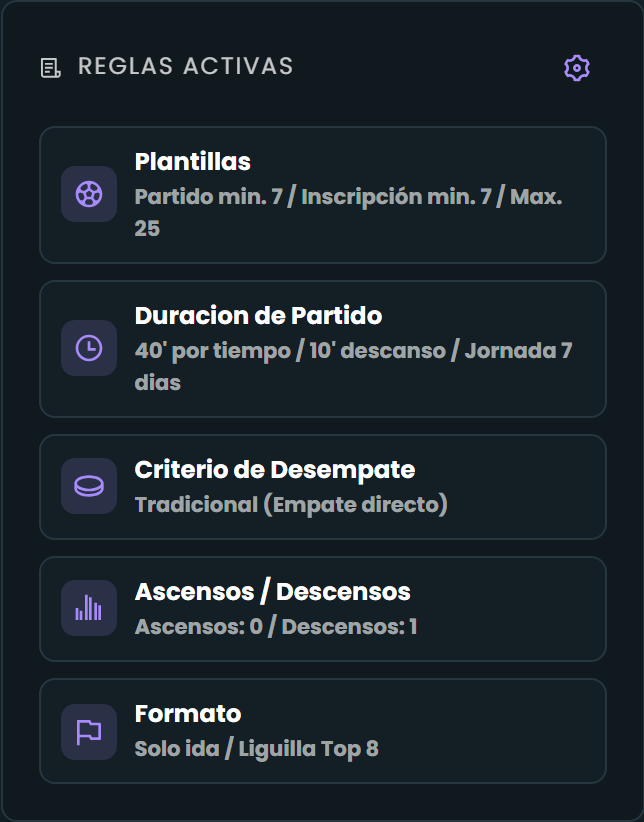 REGLAS ACTIVAS
Plantillas
Partido min. 7 / Inscripción min. 7 / Max.
25
Duracion de Partido
40' por tiempo / 10' descanso / Jornada 7
dias
Criterio de Desempate
Tradicional (Empate directo)
Ascensos / Descensos
Ascensos: 0 / Descensos: 1
Formato
Solo ida / Liguilla Top 8